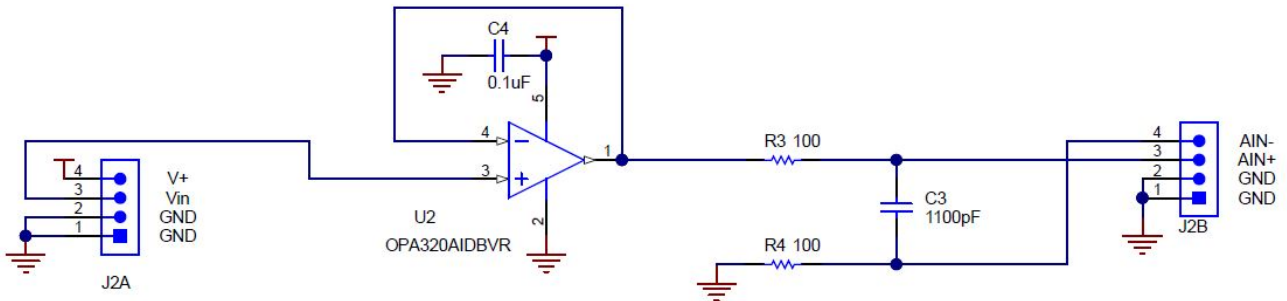 C4
0.1uF
5
4
3
1
2
U2
OPA320AIDBVR
4 V+
3 Vin
2 GND
1 GND
J2A
R3 100
C3
1100pF
R4 100
4 AIN-
3 AIN+
2 GND
1 GND
J2B